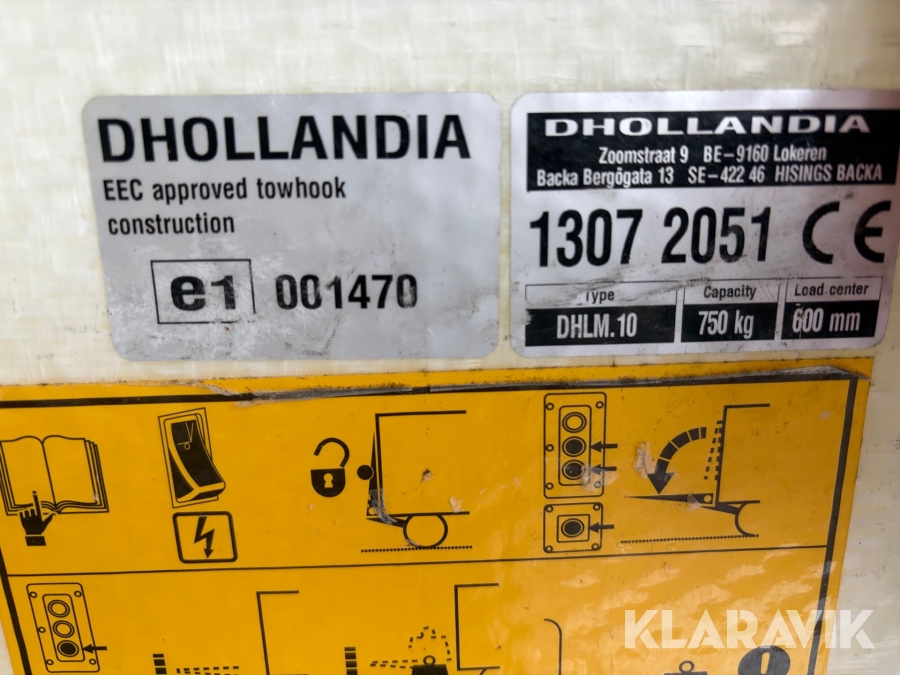 DHOLLANDIA
EEC approved towhook
construction
e1 001470
DHOLLANDIA
Zoomstraat 9 BE-9160 Lokeren
Backa Bergögata 13 SE-422 46 HISINGS BACKA
1307 2051 CE
Type Capacity Load center
DHLM.10 750 kg 600 mm
KLARAVIK